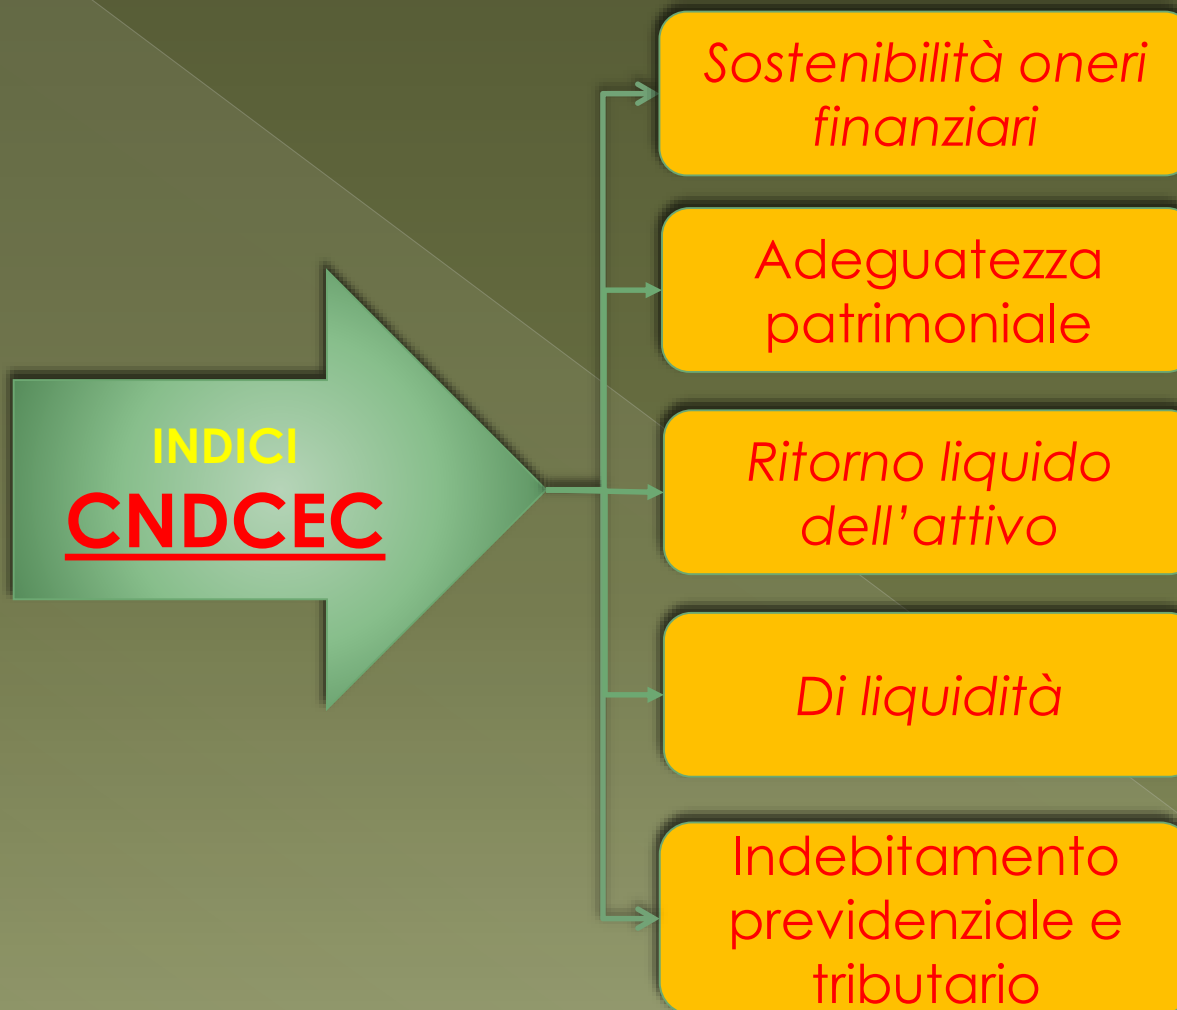 INDICI
CNDCEC
Sostenibilità oneri
finanziari
Adeguatezza
patrimoniale
Ritorno liquido
dell’attivo
Di liquidità
Indebitamento
previdenziale e
tributario